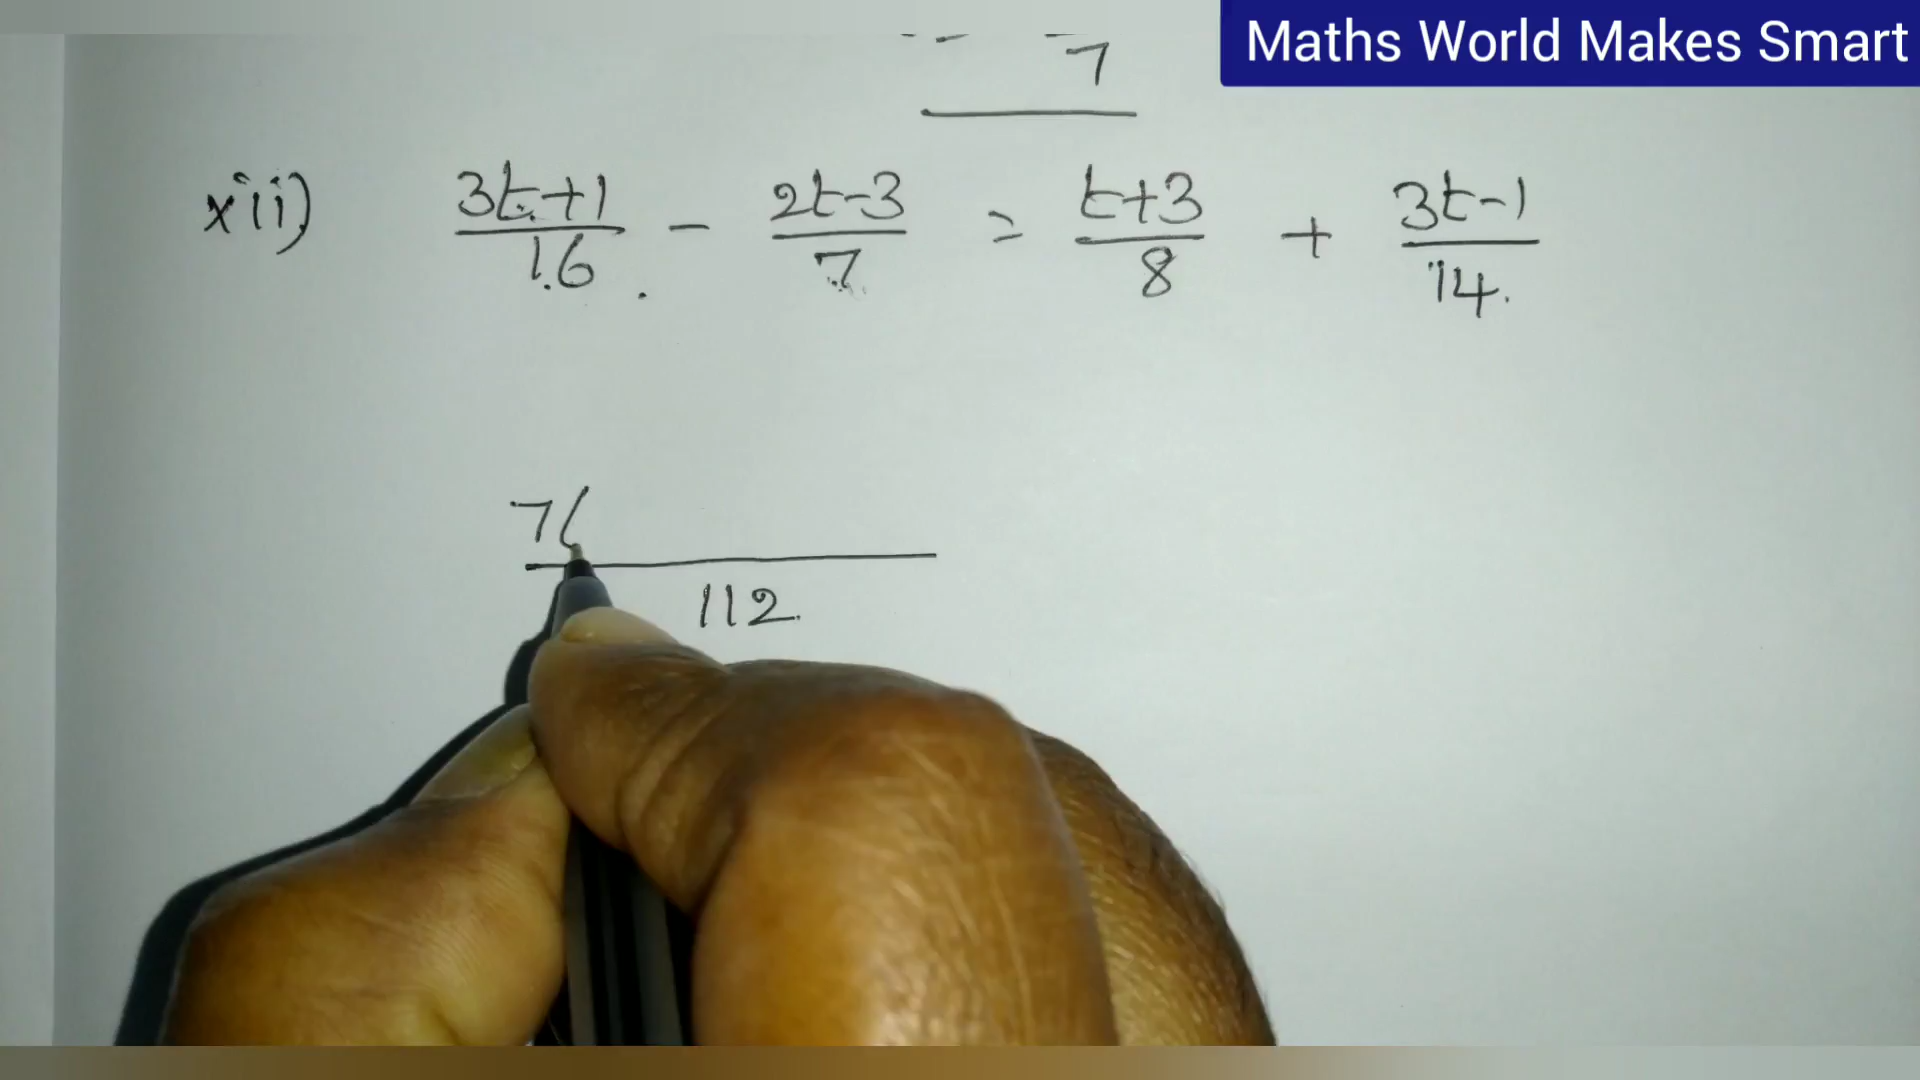 Maths World Makes Smart
7
xii) 3t+1/16 - 2t-3/7 = t+3/8 + 3t-1/14
7(
112